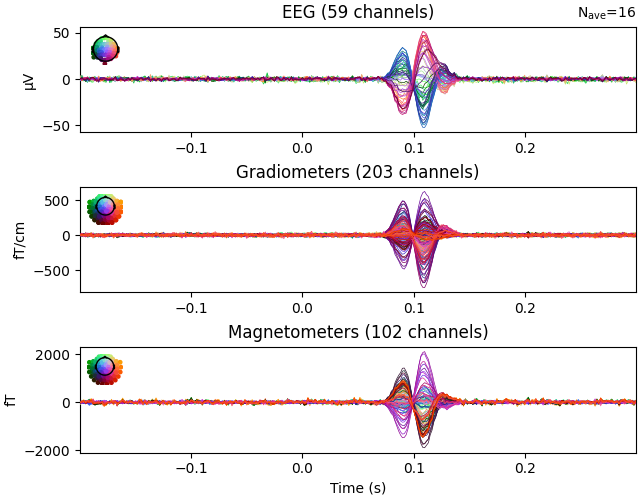 EEG (59 channels)
Nave=16
50
0
−50
µV
−0.1 0.0 0.1 0.2
Gradiometers (203 channels)
500
0
−500
fT/cm
−0.1 0.0 0.1 0.2
Magnetometers (102 channels)
2000
0
−2000
fT
−0.1 0.0 0.1 0.2
Time (s)